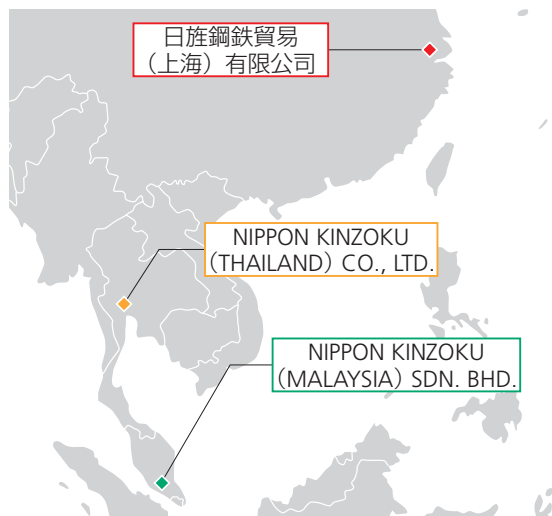 日旌鋼鉄貿易
（上海）有限公司
NIPPON KINZOKU
（THAILAND）CO., LTD.
NIPPON KINZOKU
（MALAYSIA）SDN. BHD.